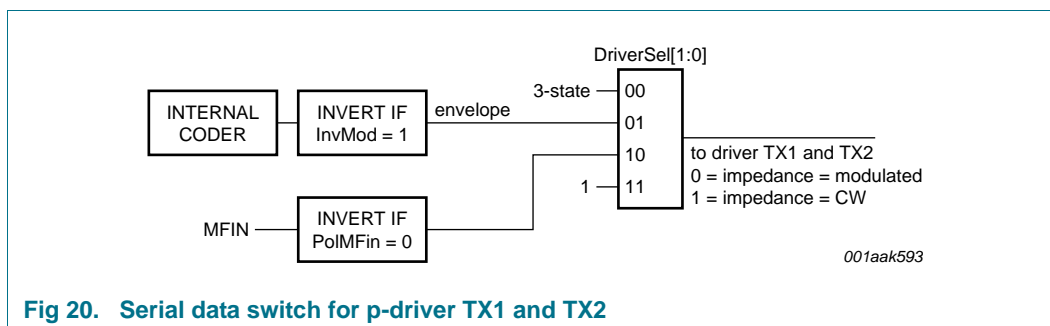 DriverSel[1:0]
3-state
00
INTERNAL
CODER
INVERT IF
InvMod = 1
envelope
01
10
1
11
to driver TX1 and TX2
0 = impedance = modulated
1 = impedance = CW
MFIN
INVERT IF
PolMFin = 0
001aak593
Fig 20. Serial data switch for p-driver TX1 and TX2